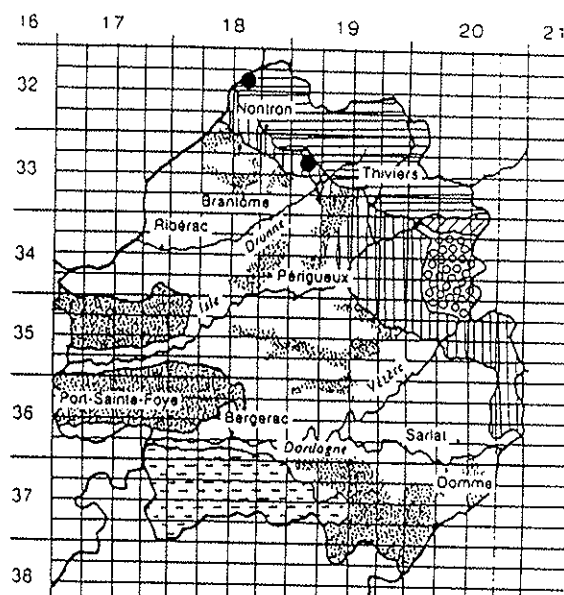 16 17 18 19 20 21
32
Nontron
33
Thiviers
Brantôme
Ribérac
Dronne
34
Périgueux
Isle
35
Vézère
Port-Sainte-Foye
36
Bergerac
Sarlat
Dordogne
Domme
37
38